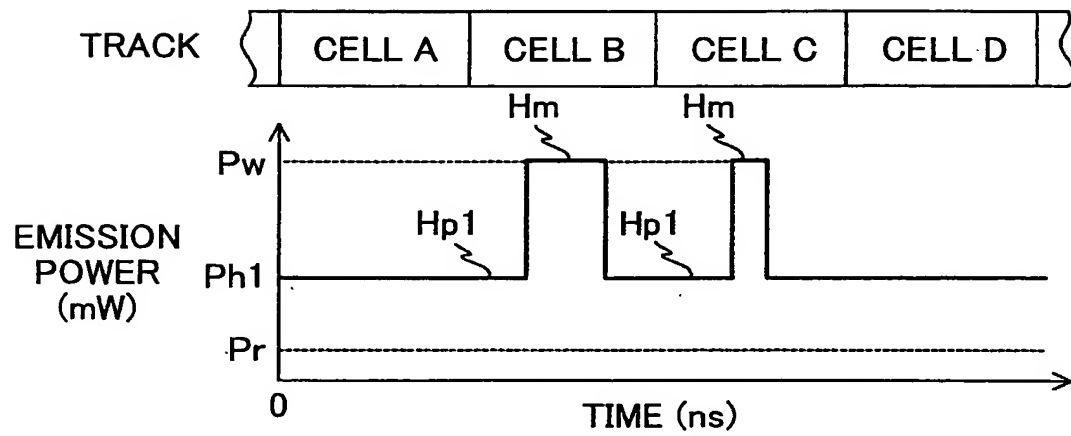 TRACK CELL A CELL B CELL C CELL D
Hm Hm
Pw
Hp1 Hp1
EMISSION
POWER
(mW)
Ph1
Pr
0
TIME (ns)